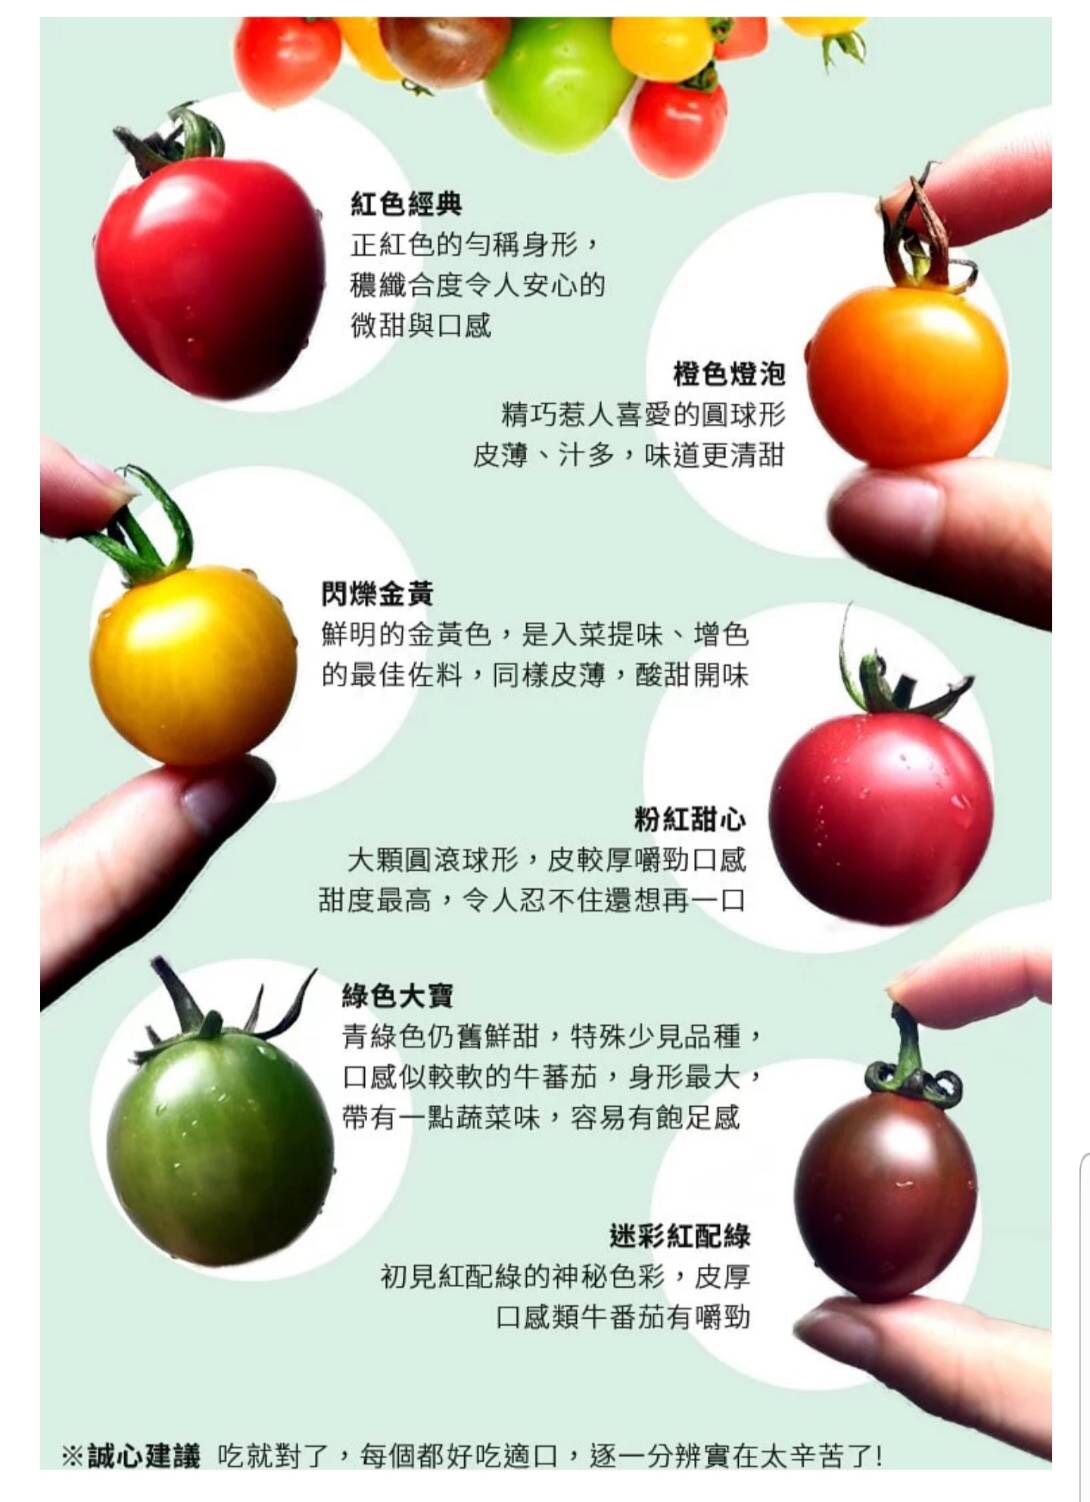 紅色經典
正紅色的勻稱身形，
穠纖合度令人安心的
微甜與口感
橙色燈泡
精巧惹人喜愛的圓球形
皮薄、汁多，味道更清甜
閃爍金黃
鮮明的金黃色，是入菜提味、增色
的最佳佐料，同樣皮薄，酸甜開味
粉紅甜心
大顆圓滾球形，皮較厚嚼勁口感
甜度最高，令人忍不住還想再一口
綠色大寶
青綠色仍舊鮮甜，特殊少見品種，
口感似較軟的牛蕃茄，身形最大，
帶有一點蔬菜味，容易有飽足感
迷彩紅配綠
初見紅配綠的神秘色彩，皮厚
口感類牛番茄有嚼勁
※誠心建議 吃就對了，每個都好吃適口，逐一分辨實在太辛苦了!